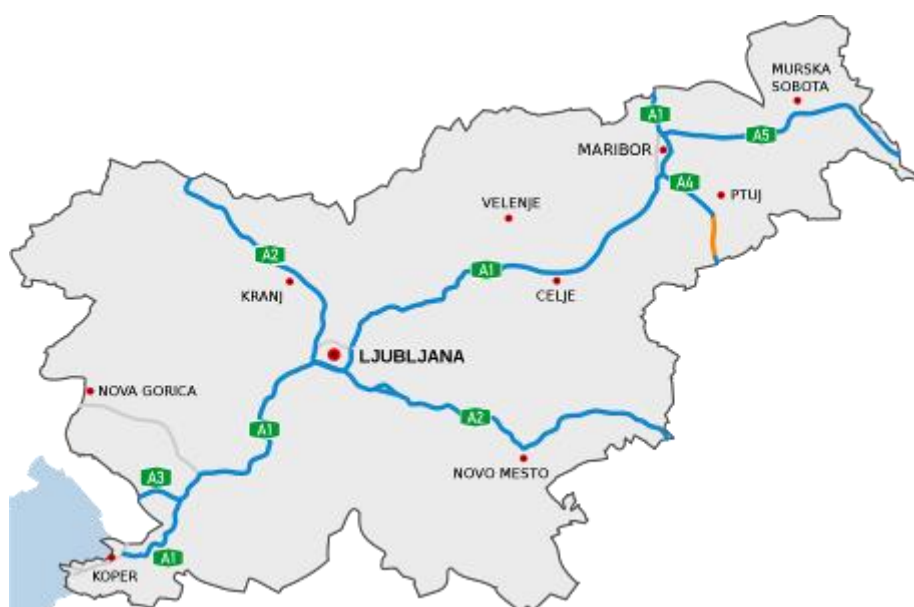 MURSKA
SOBOTA
A1
A5
MARIBOR
A4
PTUJ
VELENJE
A2
A1
KRANJ
CELJE
LJUBLJANA
NOVA GORICA
A2
A1
NOVO MESTO
A3
A1
KOPER